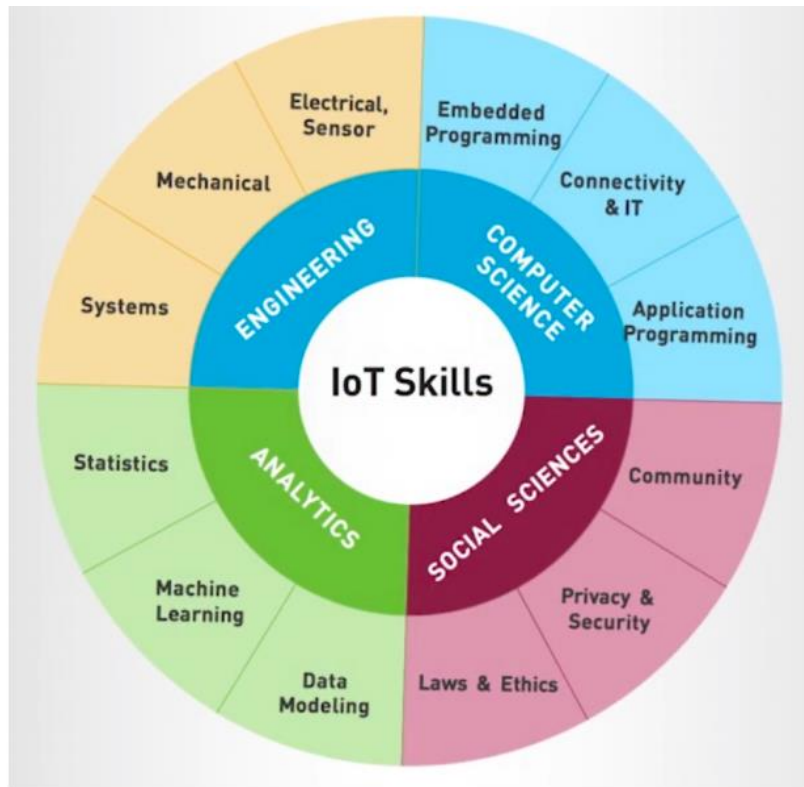 Electrical,
Sensor
Embedded
Programming
Mechanical
Connectivity
& IT
ENGINEERING
COMPUTER
SCIENCE
Systems
Application
Programming
IoT Skills
Statistics
ANALYTICS
SOCIAL SCIENCES
Community
Machine
Learning
Privacy &
Security
Data
Modeling
Laws & Ethics